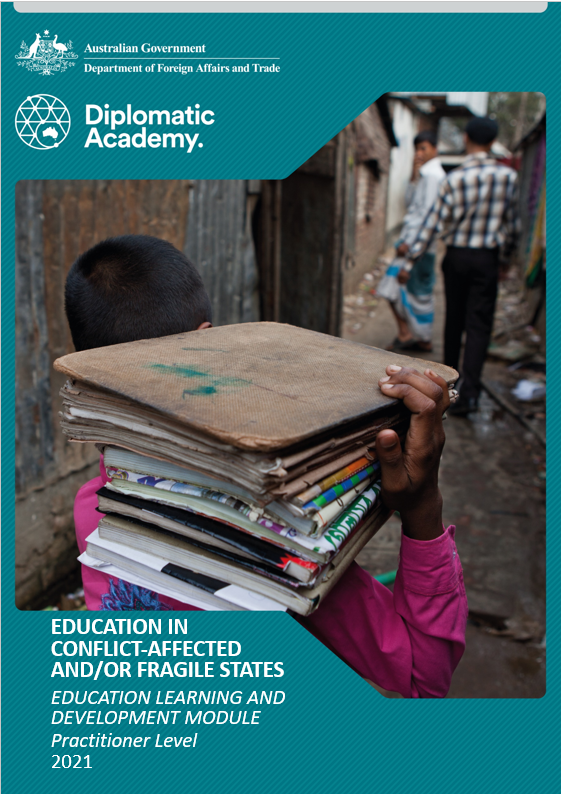 Australian Government
Department of Foreign Affairs and Trade
Diplomatic
Academy.
EDUCATION IN
CONFLICT-AFFECTED
AND/OR FRAGILE STATES
EDUCATION LEARNING AND
DEVELOPMENT MODULE
Practitioner Level
2021